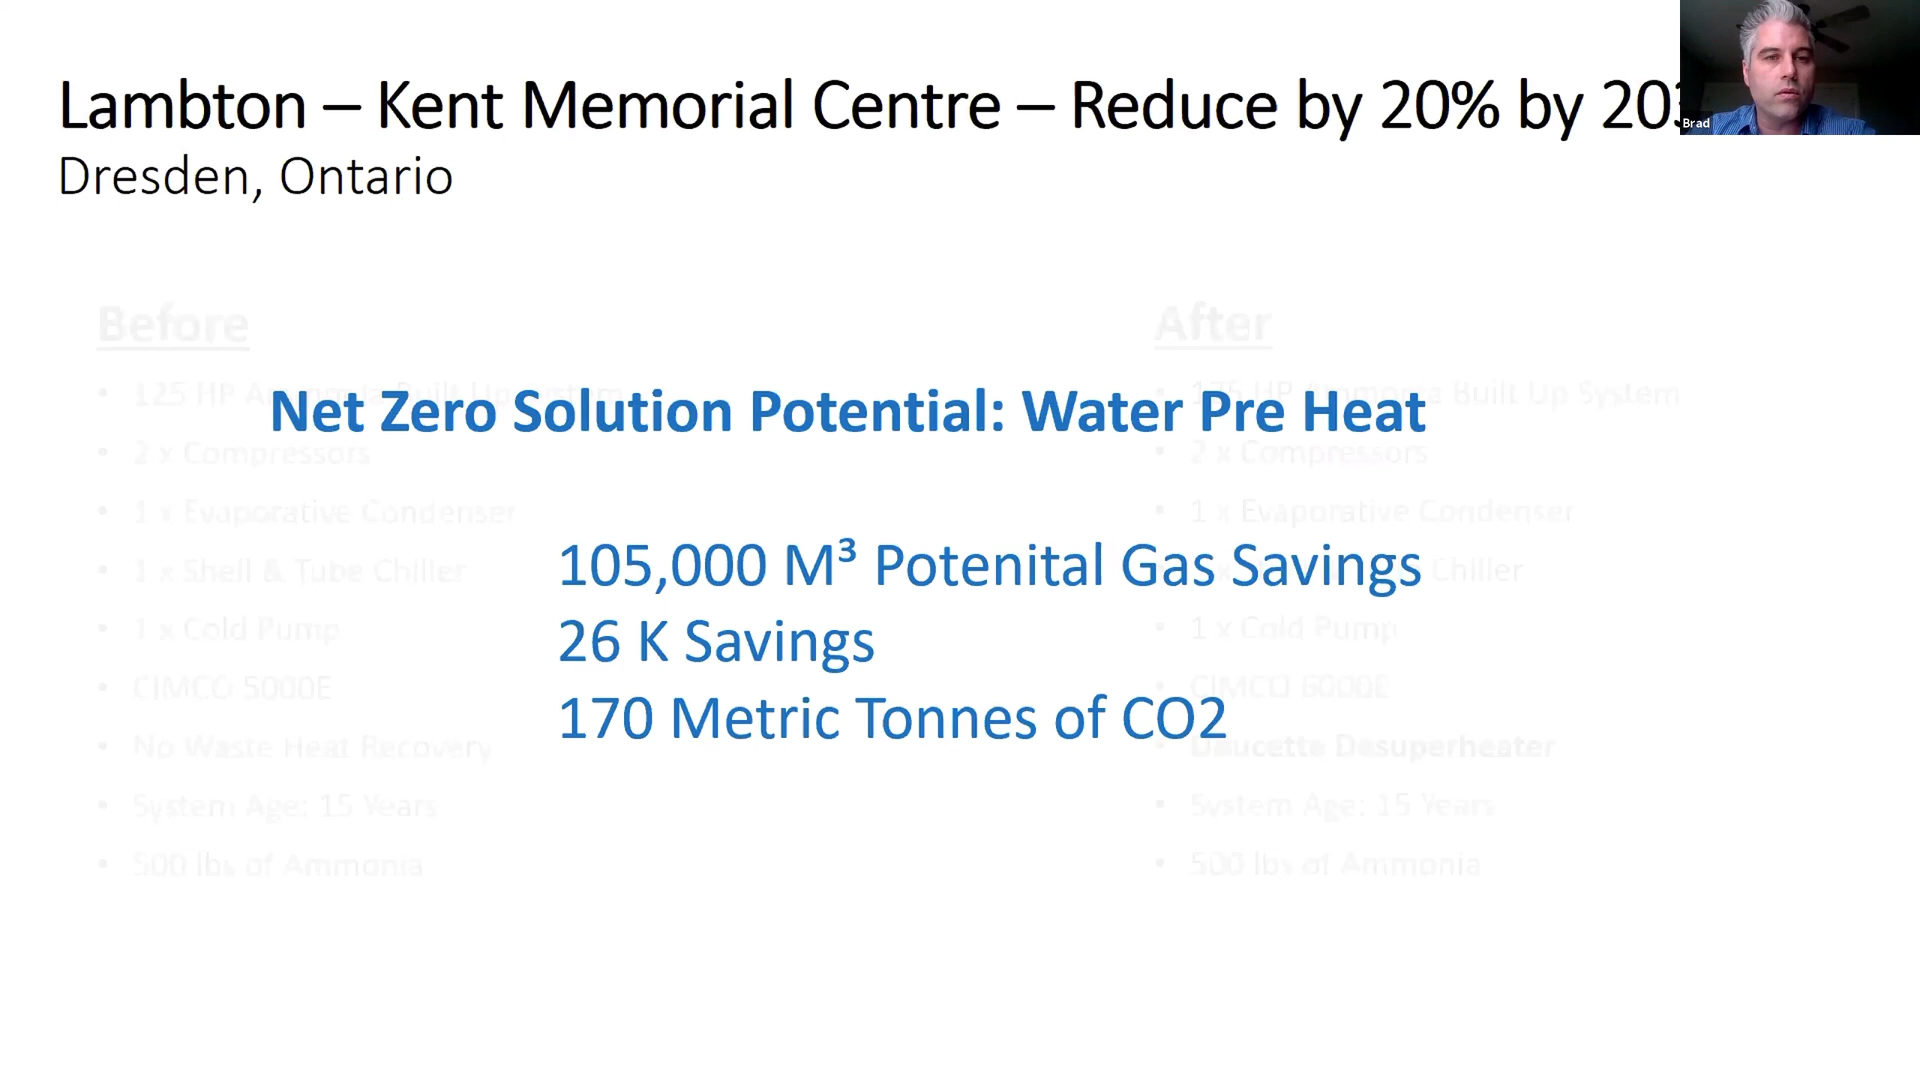 Lambton – Kent Memorial Centre – Reduce by 20% by 203
Brad
Dresden, Ontario
Before
After
Net Zero Solution Potential: Water Pre Heat
2 x Compressors
2 x Compressors
1 x Evaporative Condenser
1 x Evaporative Condenser
105,000 M³ Potenital Gas Savings
1 x Shell & Tube Chiller
Chiller
26 K Savings
1 x Cold Pump
1 x Cold Pump
CIMCO 5000E
CIMCO 6000E
170 Metric Tonnes of CO2
No Waste Heat Recovery
Desuperheater
System Age: 15 Years
System Age: 15 Years
500 lbs of Ammonia
500 lbs of Ammonia